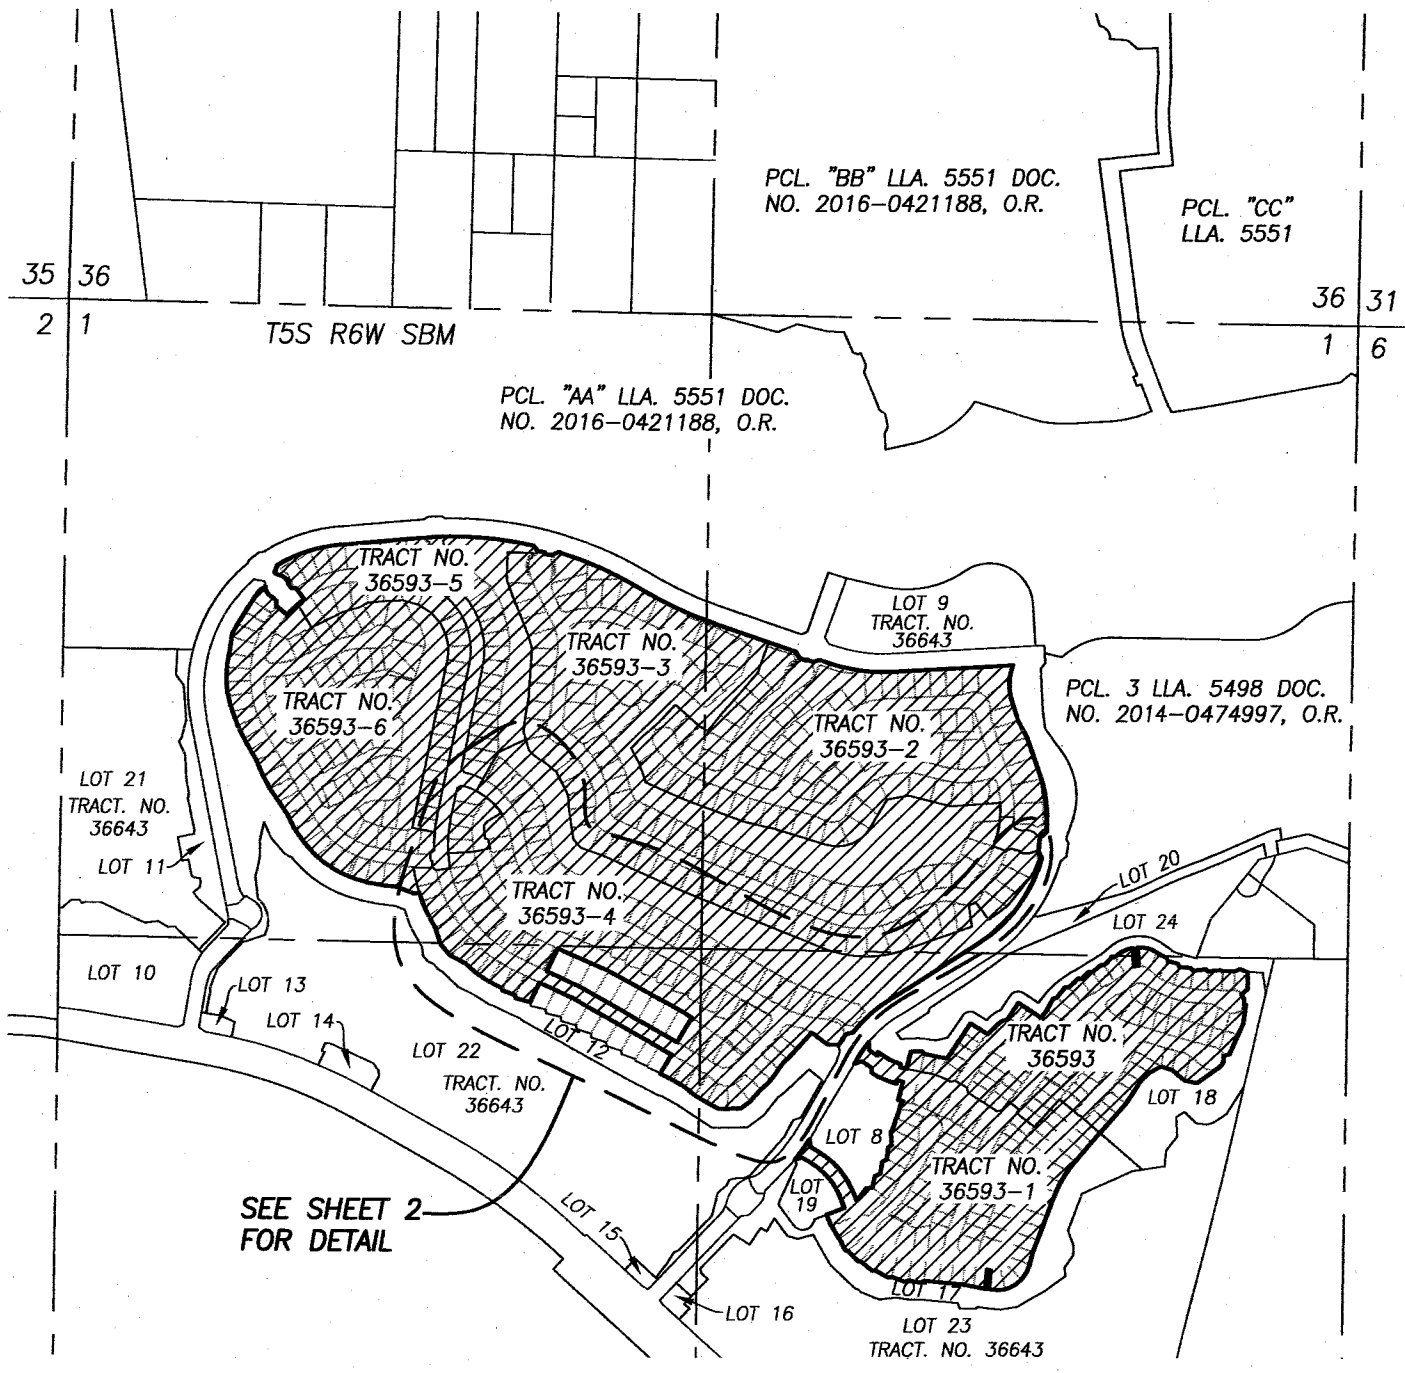 PCL. "BB" LLA. 5551 DOC.
NO. 2016-0421188, O.R.
PCL. "CC"
LLA. 5551
35 36
2 1
T5S R6W SBM
36 31
1 6
PCL. "AA" LLA. 5551 DOC.
NO. 2016-0421188, O.R.
TRACT NO.
36593-5
LOT 9
TRACT. NO.
36643
TRACT NO.
36593-3
TRACT NO.
36593-6
TRACT NO.
36593-2
PCL. 3 LLA. 5498 DOC.
NO. 2014-0474997, O.R.
LOT 21
TRACT. NO.
36643
LOT 11
LOT 20
TRACT NO.
36593-4
LOT 24
LOT 10
LOT 13
LOT 14
LOT 12
LOT 22
TRACT. NO.
36643
TRACT NO.
36593
LOT 18
LOT 8
TRACT NO.
36593-1
LOT
19
SEE SHEET 2
FOR DETAIL
LOT 15
LOT 16
LOT 17
LOT 23
TRACT. NO. 36643